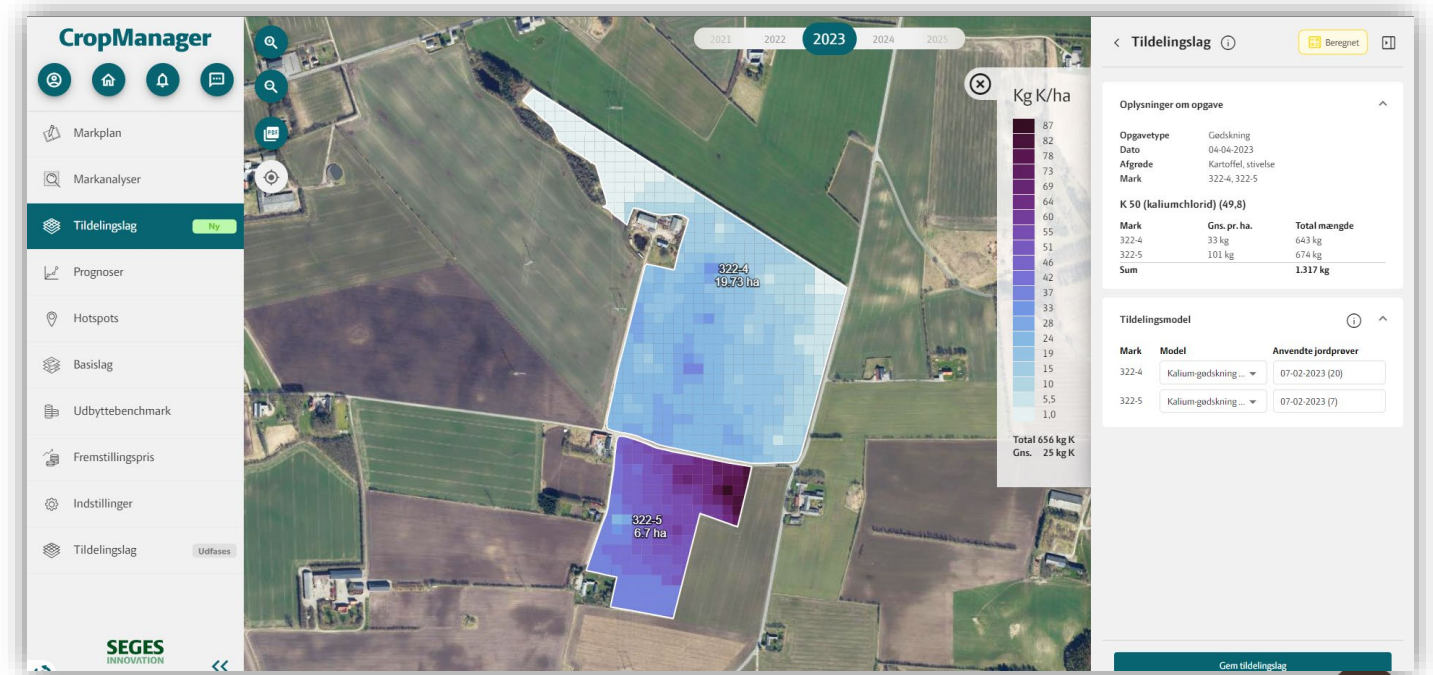 CropManager
Markplan
Markanalyser
Tildelingslag Ny
Prognoser
Hotspots
Basislag
Udbyttebenchmark
Fremstillingspris
Indstillinger
Tildelingslag Udfases
SEGES
INNOVATION
PDF
2021 2022 2023 2024 2025
322-4
19.73 ha
322-5
6.7 ha
Kg K/ha
87
82
78
73
69
64
60
55
51
46
42
37
33
28
24
19
15
10
5,5
1,0
Total 656 kg K
Gns. 25 kg K
Tildelingslag Beregnet
Oplysninger om opgave
Opgavetype Gødskning
Dato 04-04-2023
Afgrøde Kartoffel, stivelse
Mark 322-4, 322-5
K 50 (kaliumchlorid) (49,8)
Mark Gns. pr. ha. Total mængde
322-4 33 kg 643 kg
322-5 101 kg 674 kg
Sum 1.317 kg
Tildelingsmodel
Mark Model Anvendte jordprøver
322-4 Kalium-gødskning ... 07-02-2023 (20)
322-5 Kalium-gødskning ... 07-02-2023 (7)
Gem tildelingslag